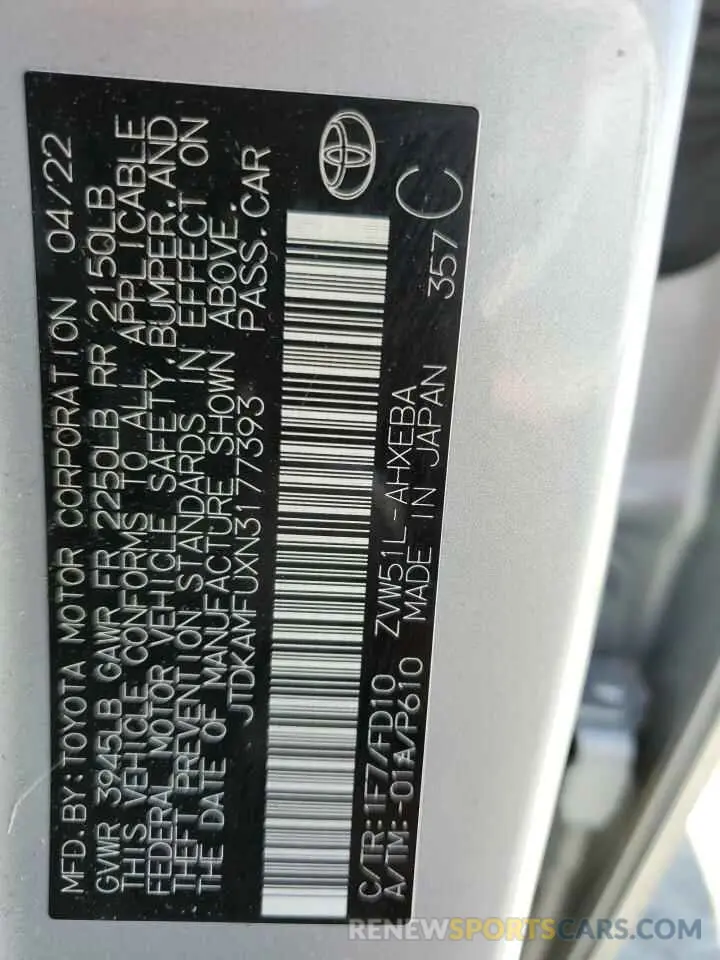 MFD.BY:TOYOTA MOTOR CORPORATION 04/22
GVWR 3945LB GAWR FR 2250LB RR 2150LB
THIS VEHICLE CONFORMS TO ALL APPLICABLE
FEDERAL MOTOR VEHICLE SAFETY,BUMPER,AND
THEFT PREVENTION STANDARDS IN EFFECT ON
THE DATE OF MANUFACTURE SHOWN ABOVE.
JTDKAMFUXN3177393 PASS.CAR
C/TR:1F7/FD10 ZVW51L-AHXEBA
A/TM:-01A/P610 MADE IN JAPAN 357 C
RENEWSPORTSCARS.COM